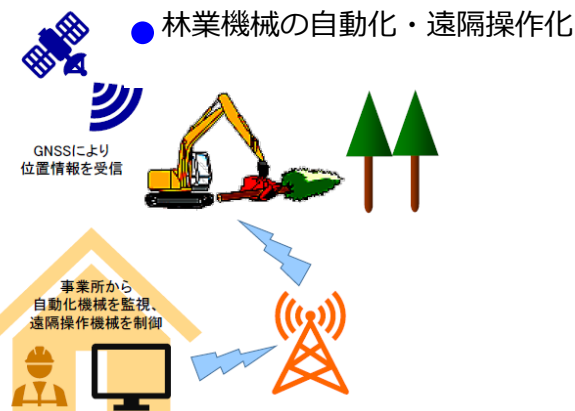 ●林業機械の自動化・遠隔操作化
GNSSにより
位置情報を受信
事業所から
自動化機械を監視、
遠隔操作機械を制御